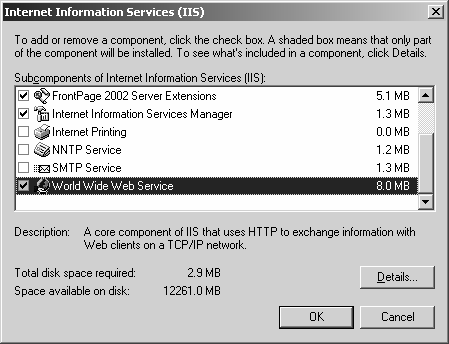 Internet Information Services (IIS)
To add or remove a component, click the check box. A shaded box means that only part
of the component will be installed. To see what's included in a component, click Details.
Subcomponents of Internet Information Services (IIS):
FrontPage 2002 Server Extensions 5.1 MB
Internet Information Services Manager 1.3 MB
Internet Printing 0.0 MB
NNTP Service 1.2 MB
SMTP Service 1.3 MB
World Wide Web Service 8.0 MB
Description: A core component of IIS that uses HTTP to exchange information with
Web clients on a TCP/IP network.
Total disk space required: 2.9 MB
Space available on disk: 12261.0 MB
Details...
OK Cancel